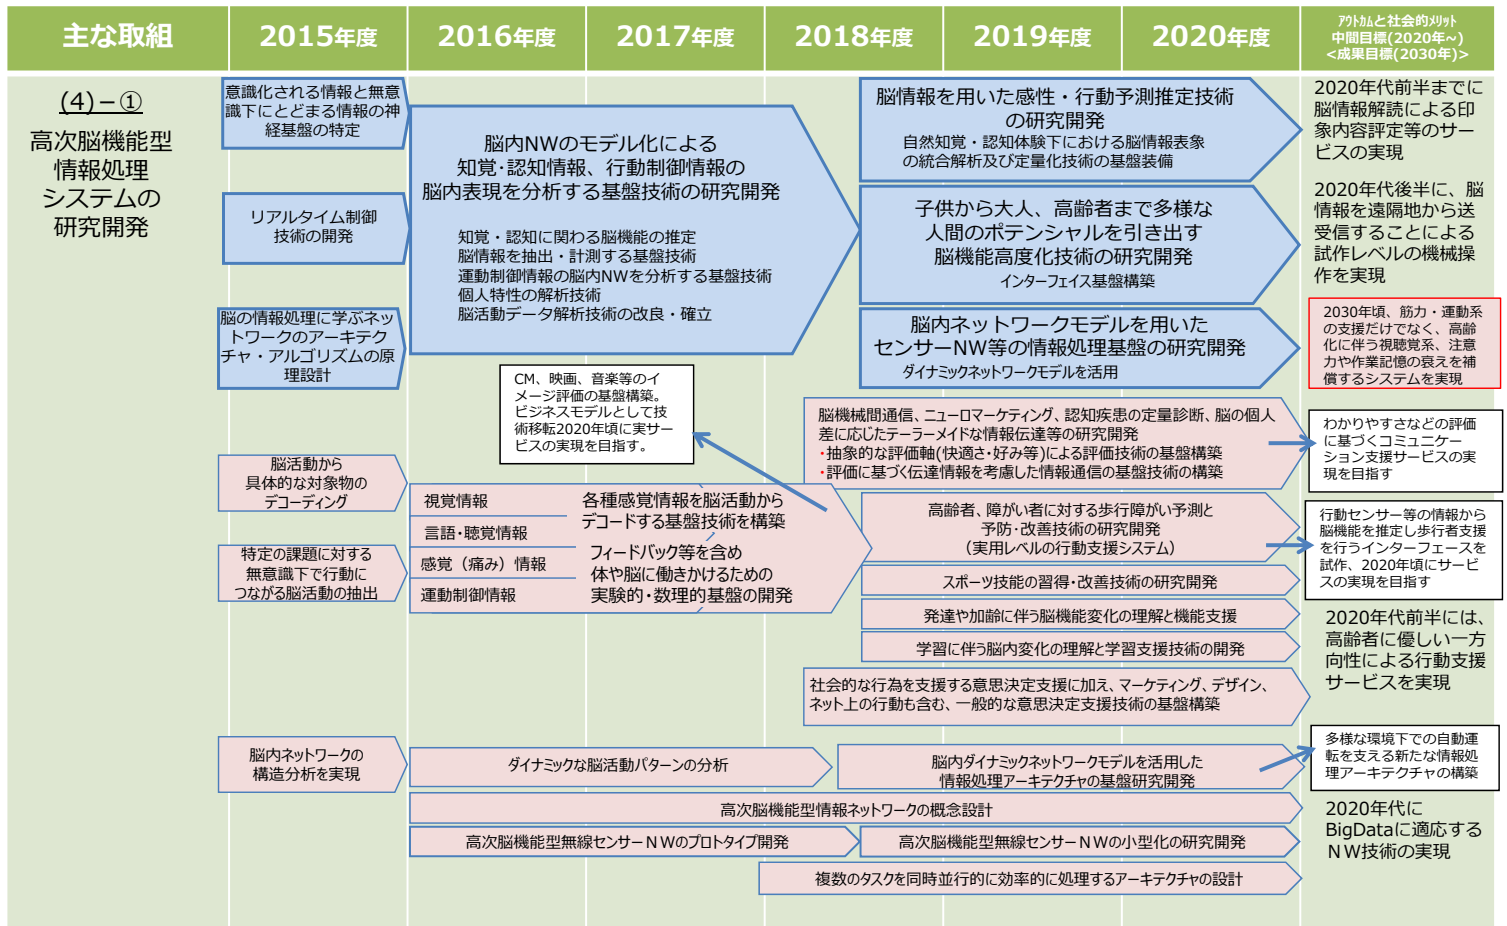 主な取組
2015年度
2016年度
2017年度
2018年度
2019年度
2020年度
ｱｳﾄｶﾑと社会的ﾒﾘｯﾄ
中間目標(2020年~)
<成果目標(2030年)>
(4)－①
高次脳機能型
情報処理
システムの
研究開発
意識化される情報と無意
識下にとどまる情報の神
経基盤の特定
リアルタイム制御
技術の開発
脳の情報処理に学ぶネッ
トワークのアーキテク
チャ・アルゴリズムの原
理設計
脳内NWのモデル化による
知覚･認知情報、行動制御情報の
脳内表現を分析する基盤技術の研究開発
知覚・認知に関わる脳機能の推定
脳情報を抽出・計測する基盤技術
運動制御情報の脳内NWを分析する基盤技術
個人特性の解析技術
脳活動データ解析技術の改良・確立
脳情報を用いた感性・行動予測推定技術
の研究開発
自然知覚・認知体験下における脳情報表象
の統合解析及び定量化技術の基盤装備
子供から大人、高齢者まで多様な
人間のポテンシャルを引き出す
脳機能高度化技術の研究開発
インターフェイス基盤構築
脳内ネットワークモデルを用いた
センサーNW等の情報処理基盤の研究開発
ダイナミックネットワークモデルを活用
2020年代前半までに
脳情報解読による印
象内容評定等のサー
ビスの実現
2020年代後半に、脳
情報を遠隔地から送
受信することによる
試作レベルの機械操
作を実現
2030年頃、筋力・運動系
の支援だけでなく、高齢
化に伴う視聴覚系、注意
力や作業記憶の衰えを補
償するシステムを実現
CM、映画、音楽等のイ
メージ評価の基盤構築。
ビジネスモデルとして技
術移転2020年頃に実サー
ビスの実現を目指す。
脳機械間通信、ニューロマーケティング、認知疾患の定量診断、脳の個人
差に応じたテーラーメイドな情報伝達等の研究開発
・抽象的な評価軸(快適さ･好み等)による評価技術の基盤構築
・評価に基づく伝達情報を考慮した情報通信の基盤技術の構築
わかりやすさなどの評価
に基づくコミュニケー
ション支援サービスの実
現を目指す
脳活動から
具体的な対象物の
デコーディング
特定の課題に対する
無意識下で行動に
つながる脳活動の抽出
視覚情報
言語･聴覚情報
感覚（痛み）情報
運動制御情報
各種感覚情報を脳活動から
デコードする基盤技術を構築
フィードバック等を含め
体や脳に働きかけるための
実験的・数理的基盤の開発
高齢者、障がい者に対する歩行障がい予測と
予防・改善技術の研究開発
（実用レベルの行動支援システム）
行動センサー等の情報から
脳機能を推定し歩行者支援
を行うインターフェースを
試作、2020年頃にサービ
スの実現を目指す
スポーツ技能の習得･改善技術の研究開発
発達や加齢に伴う脳機能変化の理解と機能支援
学習に伴う脳内変化の理解と学習支援技術の開発
2020年代前半には、
高齢者に優しい一方
向性による行動支援
サービスを実現
社会的な行為を支援する意思決定支援に加え、マーケティング、デザイン、
ネット上の行動も含む、一般的な意思決定支援技術の基盤構築
脳内ネットワークの
構造分析を実現
ダイナミックな脳活動パターンの分析
脳内ダイナミックネットワークモデルを活用した
情報処理アーキテクチャの基盤研究開発
多様な環境下での自動運
転を支える新たな情報処
理アーキテクチャの構築
高次脳機能型情報ネットワークの概念設計
高次脳機能型無線センサーＮＷのプロトタイプ開発
高次脳機能型無線センサーＮＷの小型化の研究開発
複数のタスクを同時並行的に効率的に処理するアーキテクチャの設計
2020年代に
BigDataに適応する
ＮＷ技術の実現